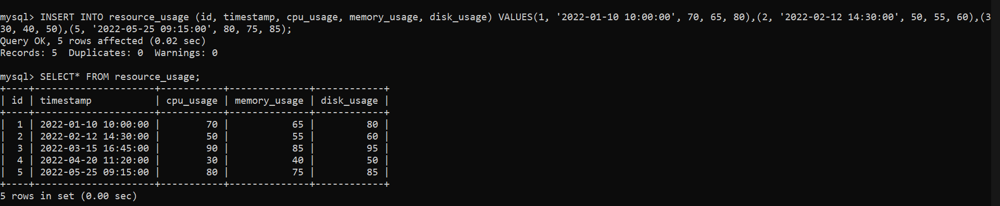 mysql> INSERT INTO resource_usage (id, timestamp, cpu_usage, memory_usage, disk_usage) VALUES(1, '2022-01-10 10:00:00', 70, 65, 80),(2, '2022-02-12 14:30:00', 50, 55, 60),(3
30, 40, 50),(5, '2022-05-25 09:15:00', 80, 75, 85);
Query OK, 5 rows affected (0.02 sec)
Records: 5  Duplicates: 0  Warnings: 0
mysql> SELECT* FROM resource_usage;
+----+---------------------+-----------+--------------+------------+
| id | timestamp           | cpu_usage | memory_usage | disk_usage |
+----+---------------------+-----------+--------------+------------+
|  1 | 2022-01-10 10:00:00 |        70 |           65 |         80 |
|  2 | 2022-02-12 14:30:00 |        50 |           55 |         60 |
|  3 | 2022-03-15 16:45:00 |        90 |           85 |         95 |
|  4 | 2022-04-20 11:20:00 |        30 |           40 |         50 |
|  5 | 2022-05-25 09:15:00 |        80 |           75 |         85 |
+----+---------------------+-----------+--------------+------------+
5 rows in set (0.00 sec)